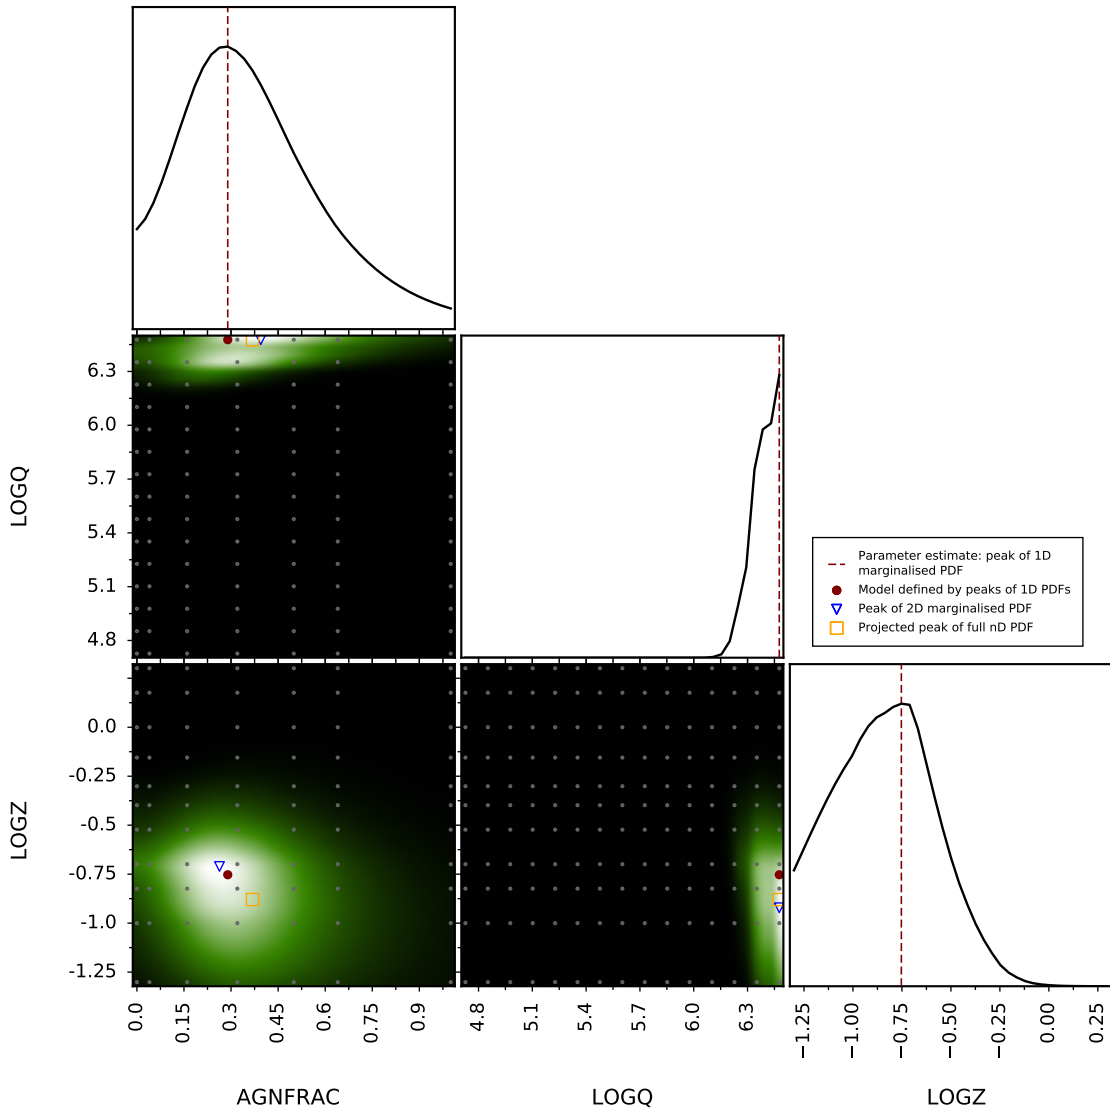 6.3
6.0
5.7
5.4
5.1
4.8
LOGQ
Parameter estimate: peak of 1D
marginalised PDF
Model defined by peaks of 1D PDFs
Peak of 2D marginalised PDF
Projected peak of full nD PDF
0.0
-0.25
-0.5
-0.75
-1.0
-1.25
LOGZ
0.0 0.15 0.3 0.45 0.6 0.75 0.9
4.8 5.1 5.4 5.7 6.0 6.3
−1.25 −1.00 −0.75 −0.50 −0.25 0.00 0.25
AGNFRAC LOGQ LOGZ